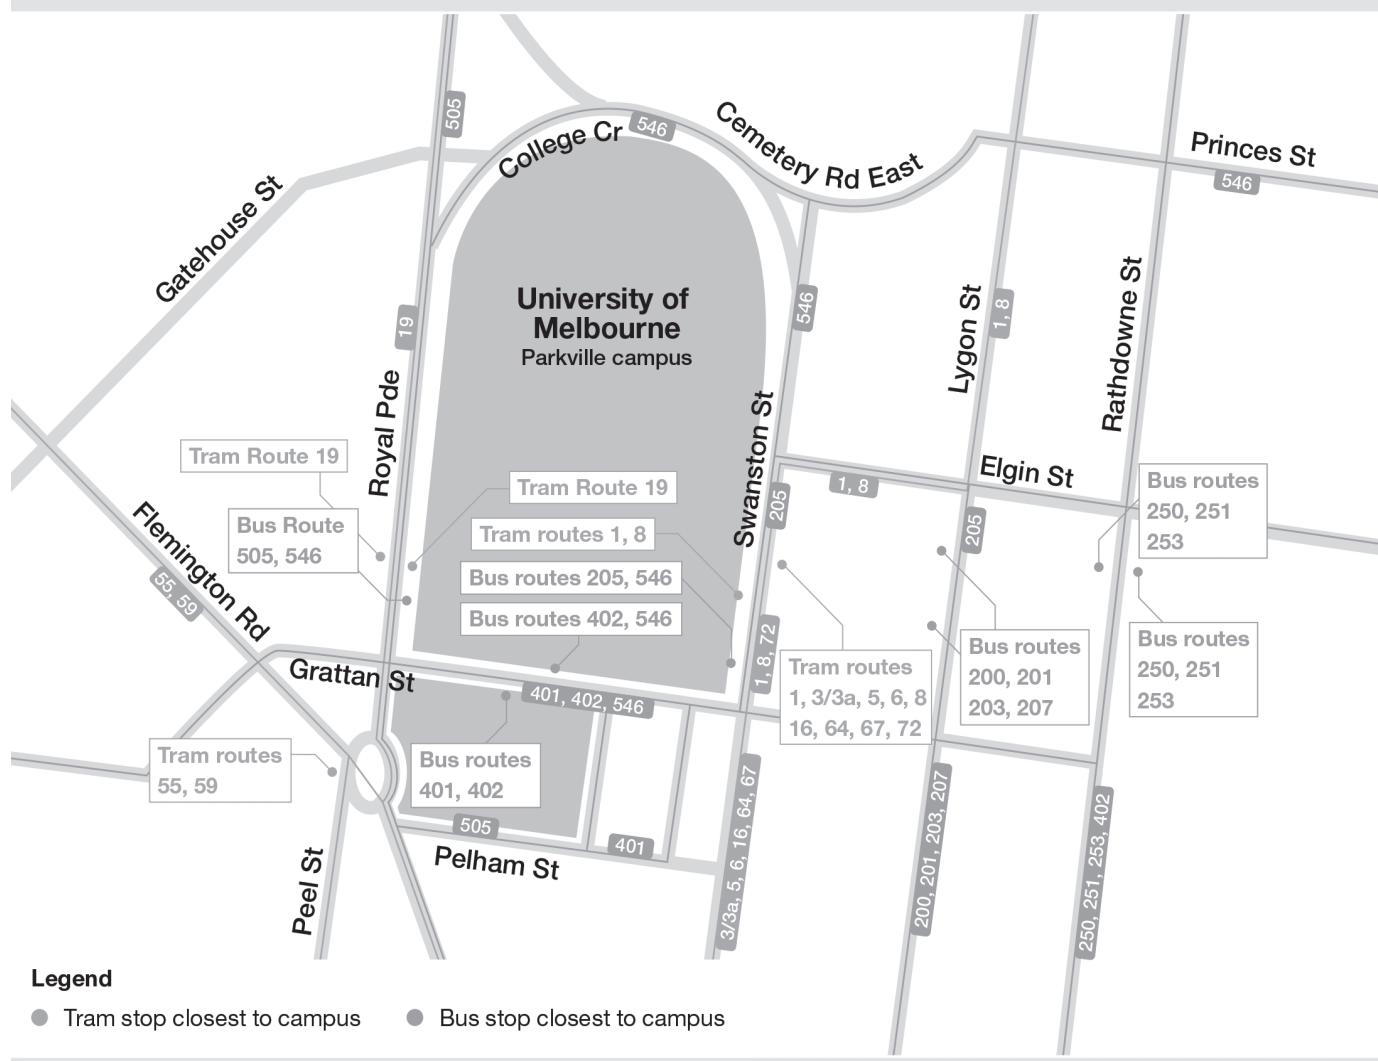 505
College Cr
546
Cemetery Rd East
Princes St
546
Gatehouse St
University of
Melbourne
Parkville campus
19
Royal Pde
546
Lygon St
1, 8
Rathdowne St
Swanston St
Elgin St
1, 8
205
205
Tram Route 19
Bus Route
505, 546
Tram Route 19
Tram routes 1, 8
Bus routes 205, 546
Bus routes 402, 546
Bus routes
250, 251
253
Flemington Rd
55, 59
Grattan St
401, 402, 546
1, 8, 72
Tram routes
1, 3/3a, 5, 6, 8
16, 64, 67, 72
Bus routes
200, 201
203, 207
Bus routes
250, 251
253
Tram routes
55, 59
Bus routes
401, 402
505
401
Pelham St
Peel St
3/3a, 5, 6, 16, 64, 67
200, 201, 203, 207
250, 251, 253, 402
Legend
Tram stop closest to campus
Bus stop closest to campus